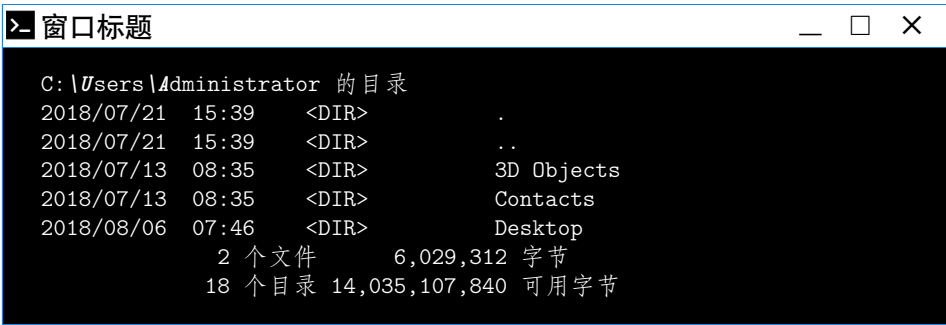 窗口标题
C:\Users\Administrator 的目录
2018/07/21 15:39 <DIR> .
2018/07/21 15:39 <DIR> ..
2018/07/13 08:35 <DIR> 3D Objects
2018/07/13 08:35 <DIR> Contacts
2018/08/06 07:46 <DIR> Desktop
2 个文件 6,029,312 字节
18 个目录 14,035,107,840 可用字节